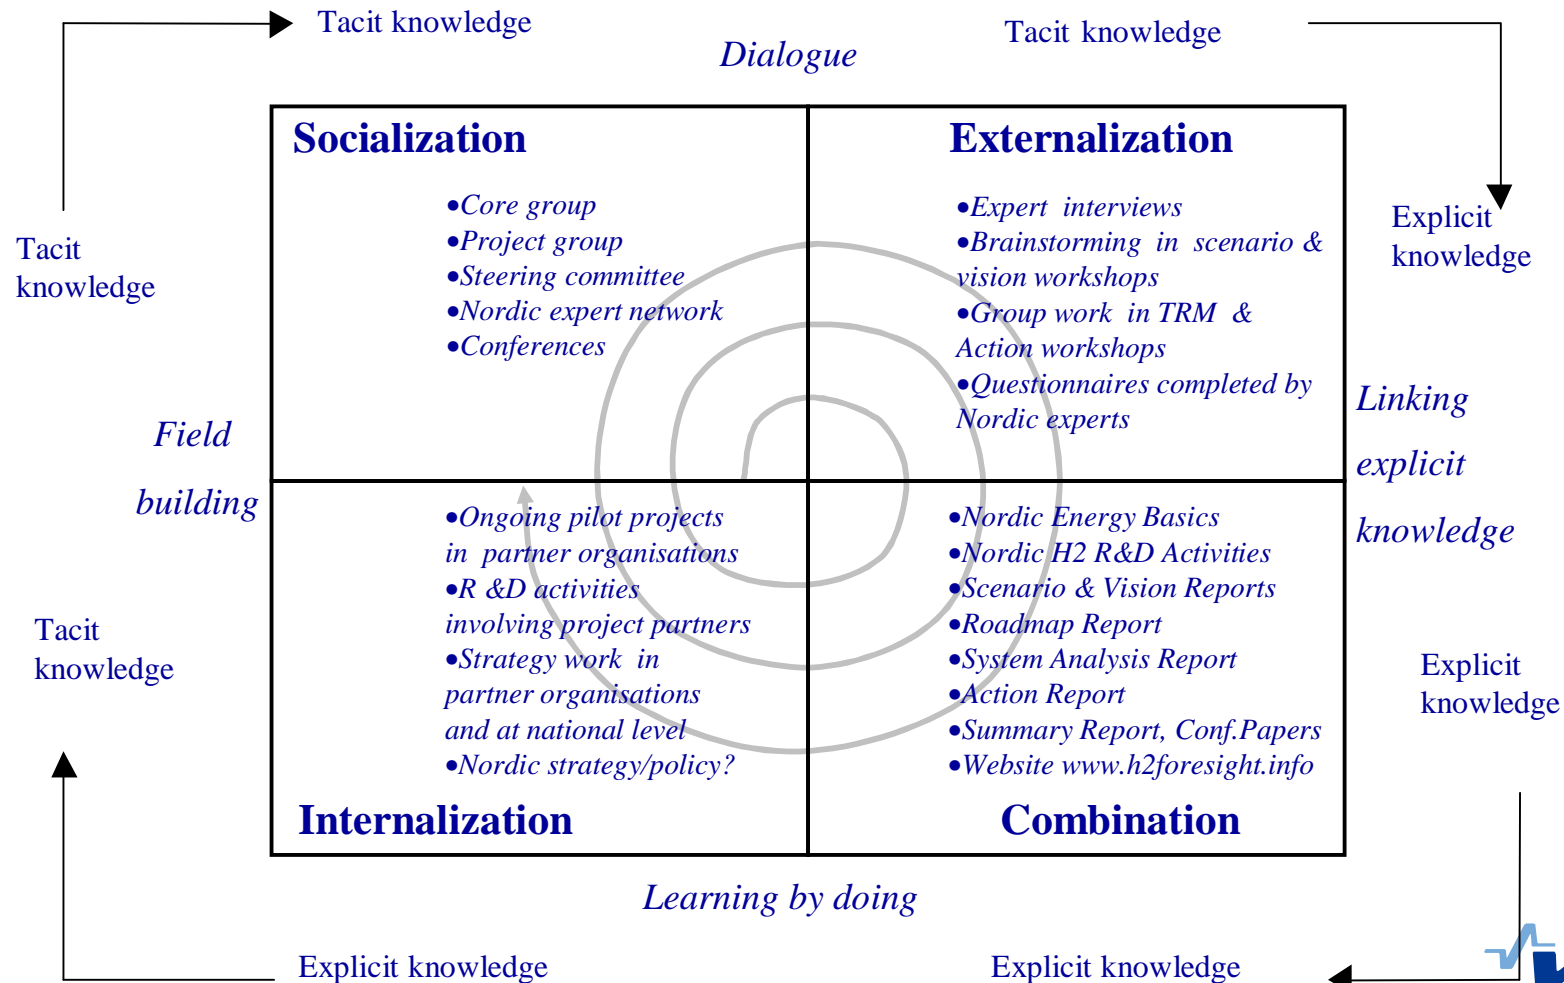 Tacit knowledge
Tacit knowledge
Dialogue
Tacit
knowledge
Explicit
knowledge
Socialization
•Core group
•Project group
•Steering committee
•Nordic expert network
•Conferences
Externalization
•Expert interviews
•Brainstorming in scenario &
vision workshops
•Group work in TRM &
Action workshops
•Questionnaires completed by
Nordic experts
Field
building
Linking
explicit
knowledge
•Ongoing pilot projects
in partner organisations
•R &D activities
involving project partners
•Strategy work in
partner organisations
and at national level
•Nordic strategy/policy?
Internalization
•Nordic Energy Basics
•Nordic H2 R&D Activities
•Scenario & Vision Reports
•Roadmap Report
•System Analysis Report
•Action Report
•Summary Report, Conf.Papers
•Website www.h2foresight.info
Combination
Tacit
knowledge
Explicit
knowledge
Learning by doing
Explicit knowledge
Explicit knowledge